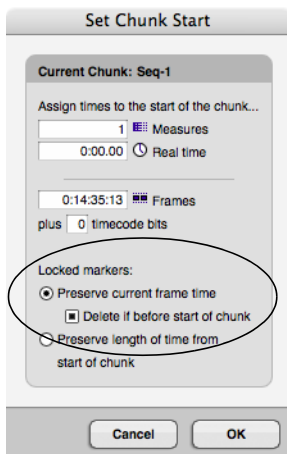 Set Chunk Start
Current Chunk: Seq-1
Assign times to the start of the chunk...
1 Measures
0:00.00 Real time
0:14:35:13 Frames
plus 0 timecode bits
Locked markers:
Preserve current frame time
Delete if before start of chunk
Preserve length of time from
start of chunk
Cancel OK